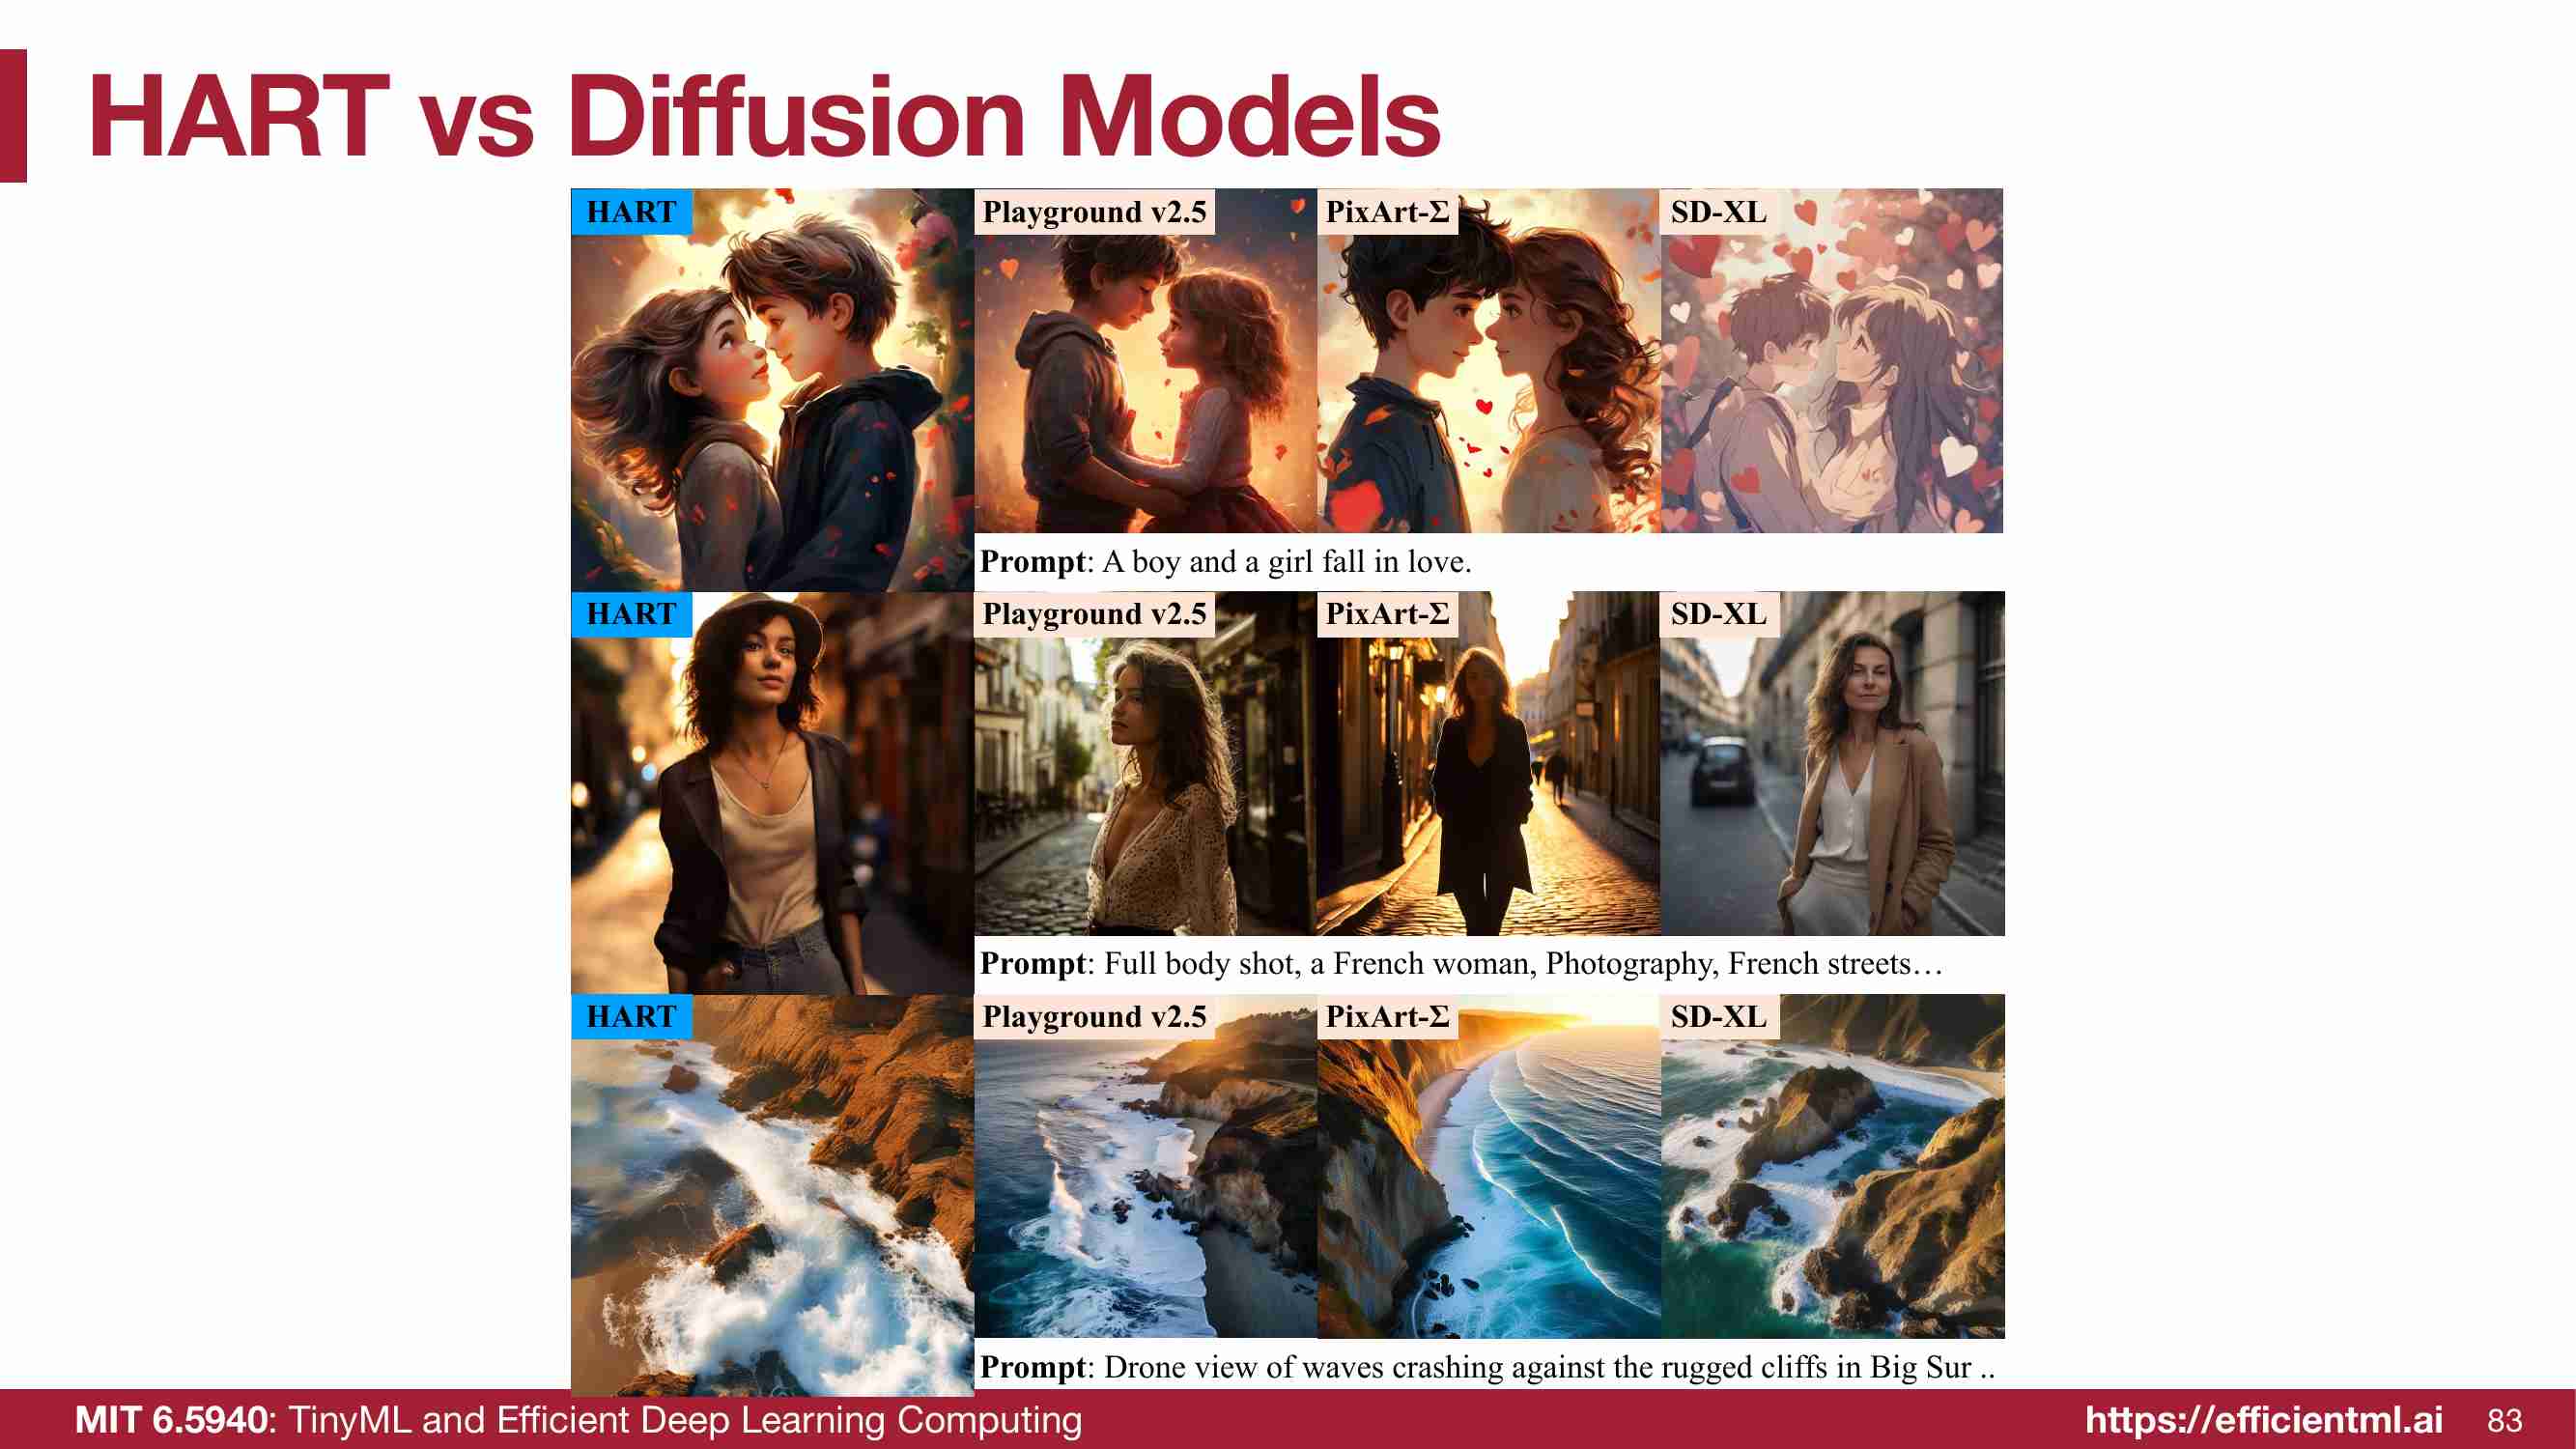 HART vs Diffusion Models
HART
Playground v2.5
PixArt-Σ
SD-XL
Prompt: A boy and a girl fall in love.
HART
Playground v2.5
PixArt-Σ
SD-XL
Prompt: Full body shot, a French woman, Photography, French streets…
HART
Playground v2.5
PixArt-Σ
SD-XL
Prompt: Drone view of waves crashing against the rugged cliffs in Big Sur ..
MIT 6.5940: TinyML and Efficient Deep Learning Computing
https://efficientml.ai
83